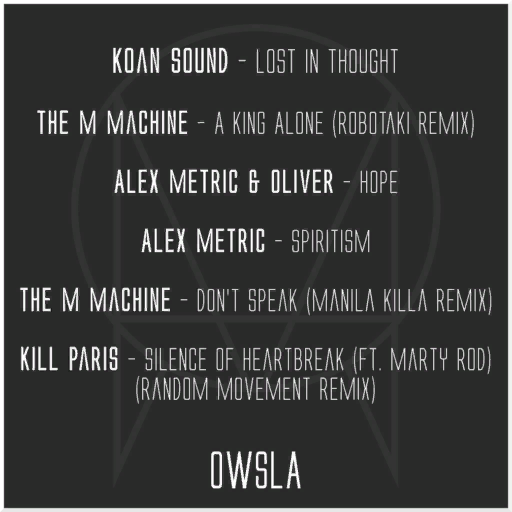 KOAN SOUND - LOST IN THOUGHT
THE M MACHINE - A KING ALONE (ROBOTAKI REMIX)
ALEX METRIC & OLIVER - HOPE
ALEX METRIC - SPIRITISM
THE M MACHINE - DON'T SPEAK (MANILA KILLA REMIX)
KILL PARIS - SILENCE OF HEARTBREAK (FT. MARTY ROD)
(RANDOM MOVEMENT REMIX)
OWSLA